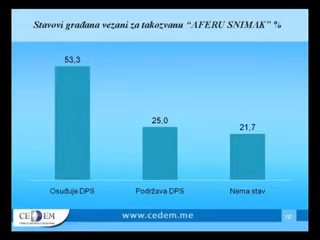 Stavovi građana vezani za takozvanu “AFERU SNIMAK” %
53,3
25,0
21,7
Osuđuje DPS
Podržava DPS
Nema stav
CEDEM
www.cedem.me
10